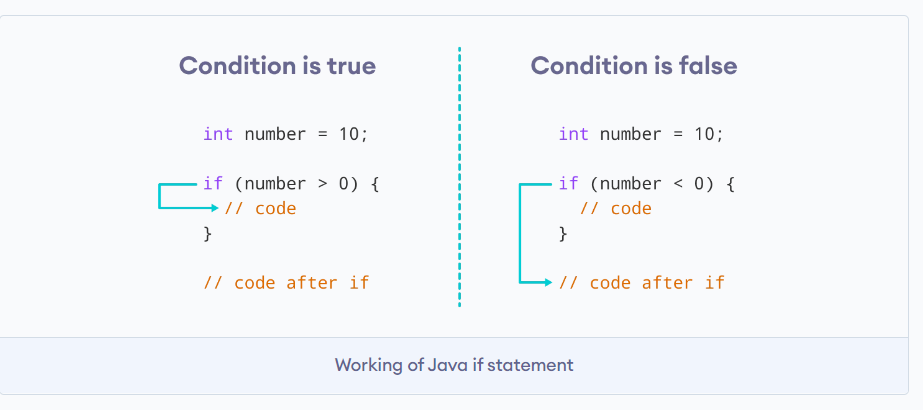 Condition is true
int number = 10;
if (number > 0) {
// code
}
// code after if
Condition is false
int number = 10;
if (number < 0) {
// code
}
// code after if
Working of Java if statement